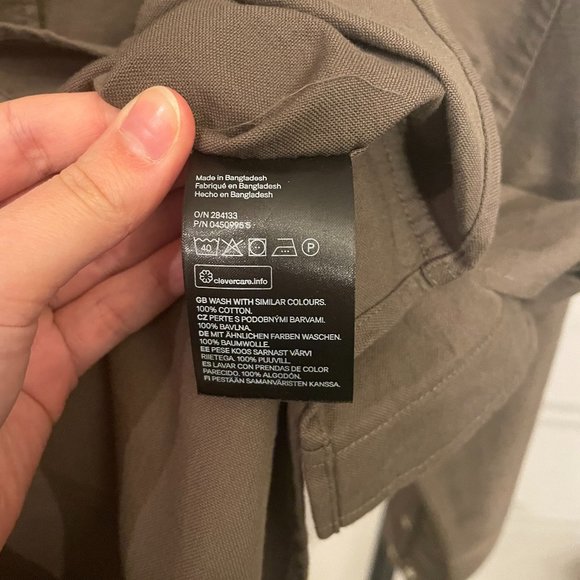 Made in Bangladesh
Fabriqué en Bangladesh
Hecho en Bangladesh
O/N 284133
P/N 0450998 5
40 P
clevercare.info
GB WASH WITH SIMILAR COLOURS.
100% COTTON.
CZ PERTE S PODOBNÝMI BARVAMI.
100% BAVLNA.
DE MIT ÄHNLICHEN FARBEN WASCHEN.
100% BAUMWOLLE.
EE PESE KOOS SARNAST VÄRVI
RIIETEGA. 100% PUUVILL.
ES LAVAR CON PRENDAS DE COLOR
PARECIDO. 100% ALGODÓN.
FI PESTÄÄN SAMANVÄRISTEN KANSSA.